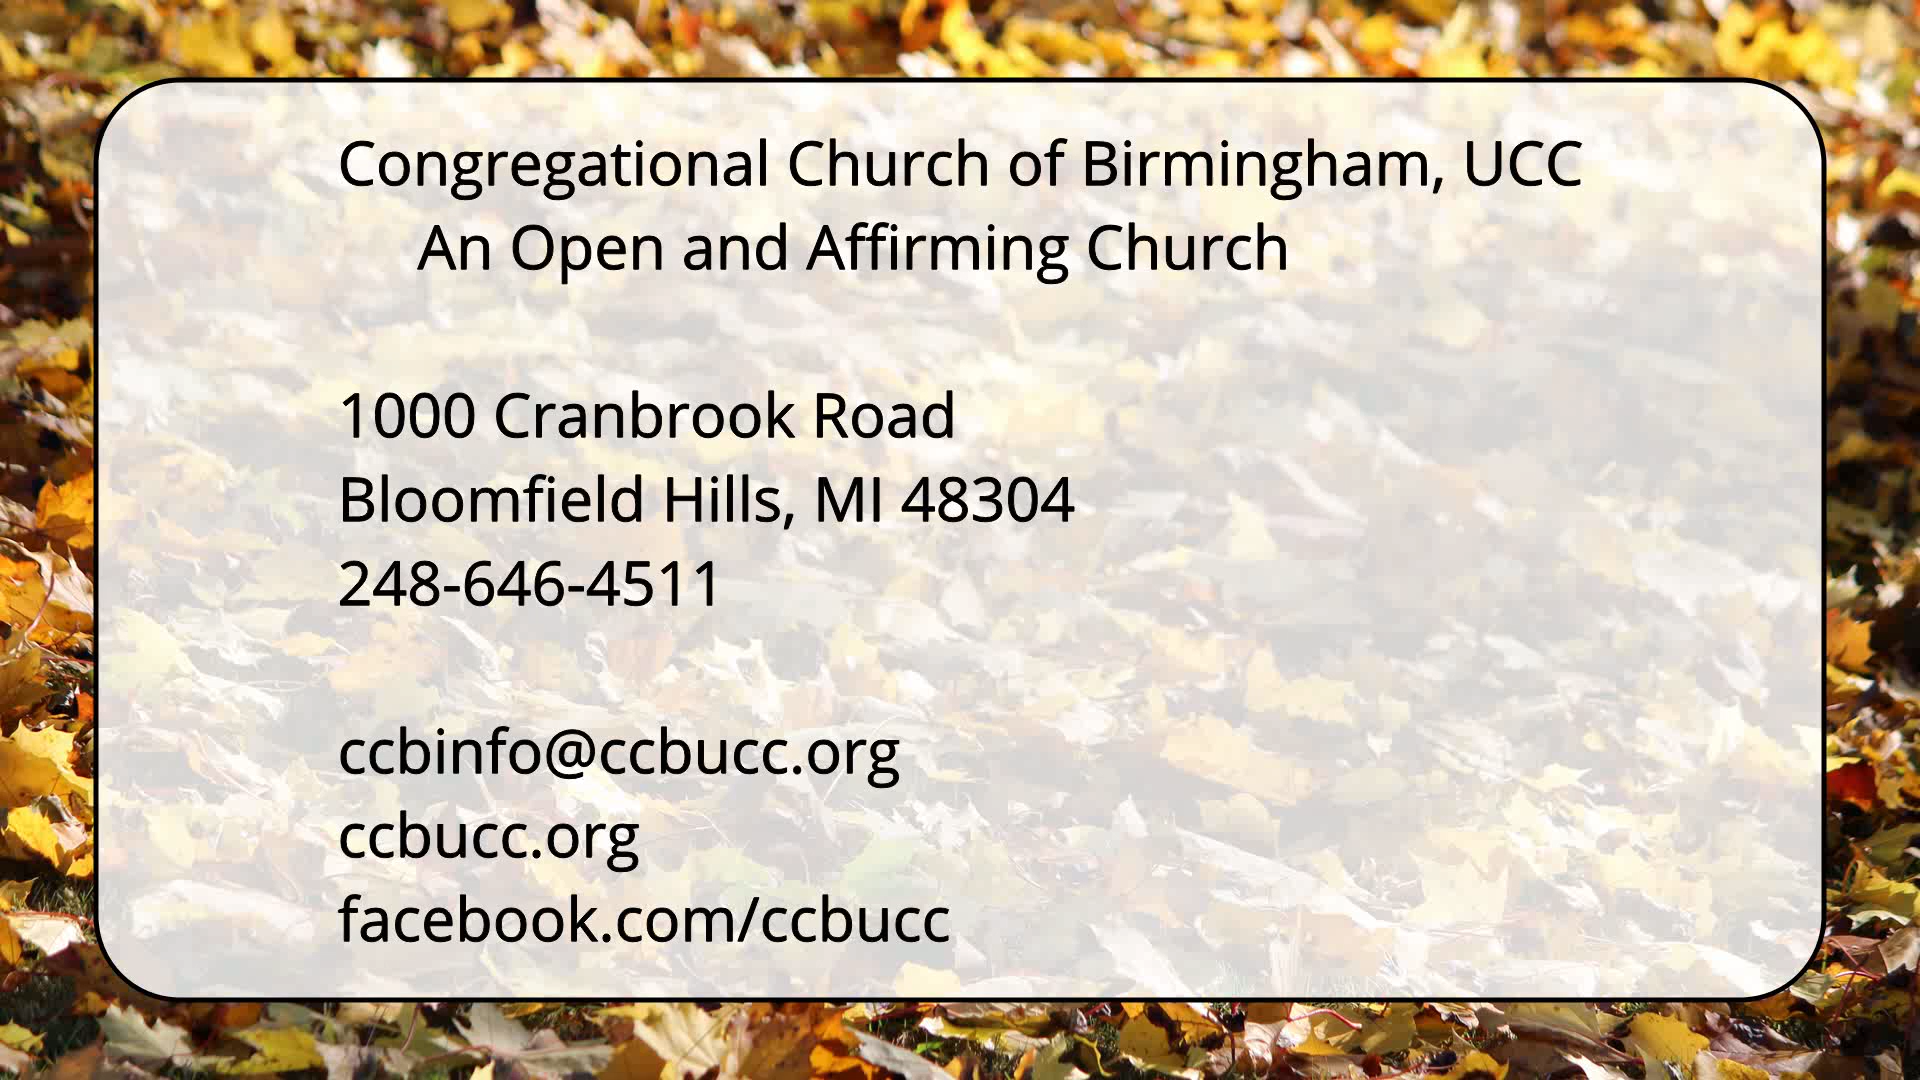 Congregational Church of Birmingham, UCC
An Open and Affirming Church
1000 Cranbrook Road
Bloomfield Hills, MI 48304
248-646-4511
ccbinfo@ccbucc.org
ccbucc.org
facebook.com/ccbucc